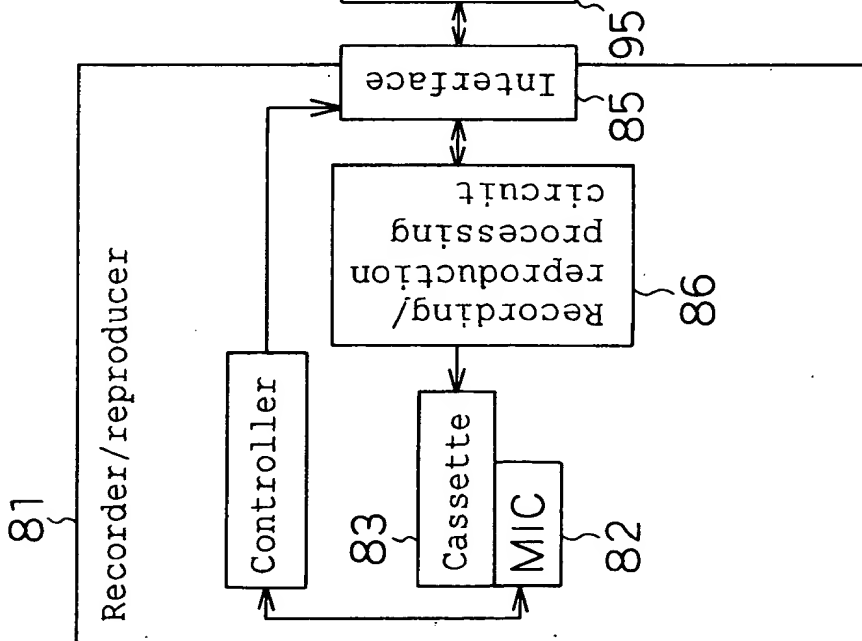 81
Recorder/reproducer
Controller
83
Cassette
MIC
82
Recording/
reproduction
processing
circuit
86
Interface
85
95